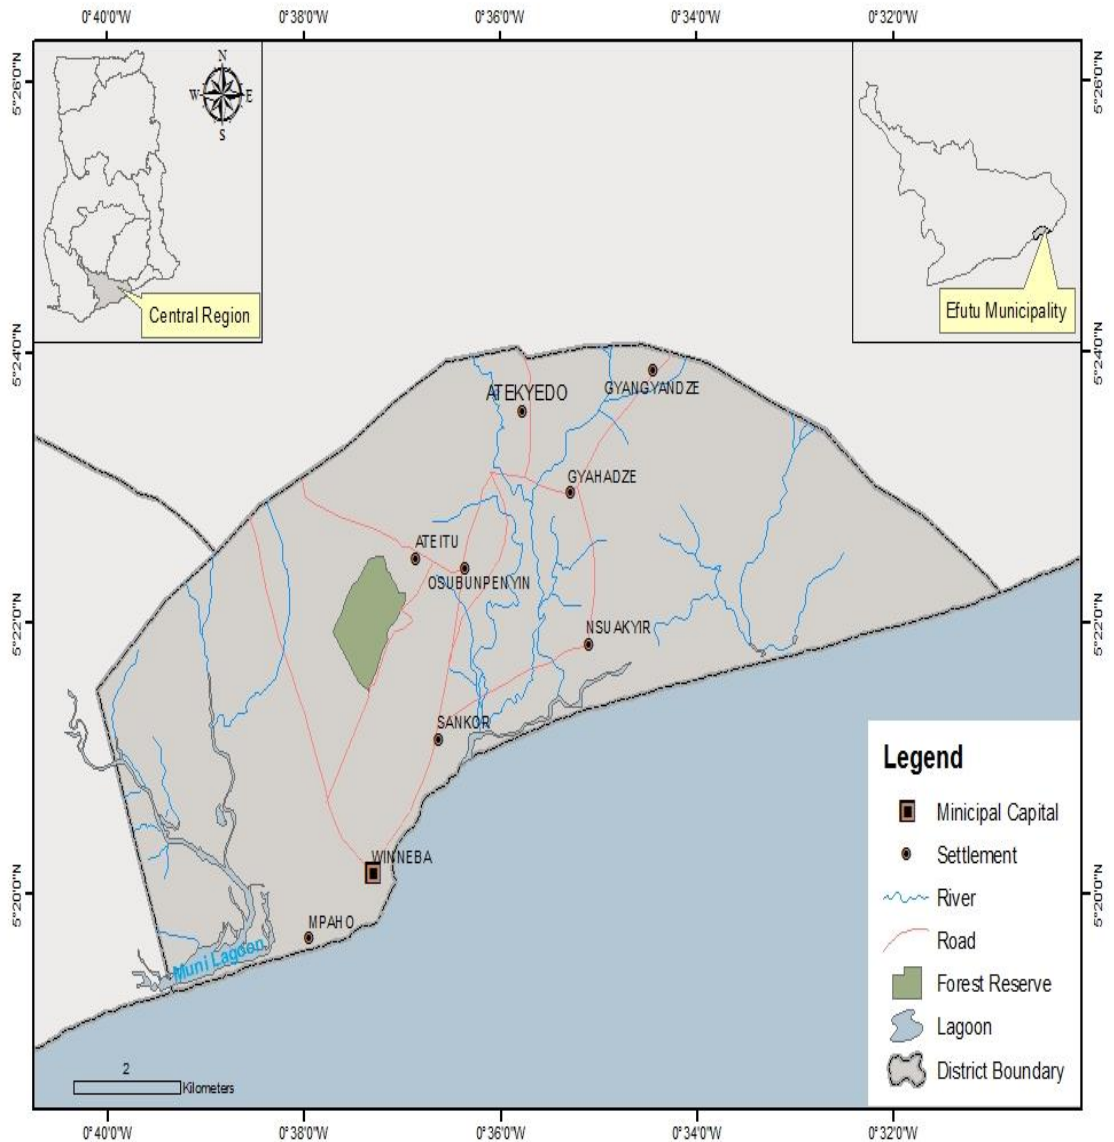 0°40'0"W 0°38'0"W 0°36'0"W 0°34'0"W 0°32'0"W
5°26'0"N
5°26'0"N
N
W E
S
Central Region
Efutu Municipality
5°24'0"N
5°24'0"N
GYANGYANDZE
ATEKYEDO
GYAHADZE
ATEITU
OSUBUNPENYIN
5°22'0"N
5°22'0"N
NSUAKYIR
SANKOR
WINNEBA
5°20'0"N
5°20'0"N
MPAHO
Muni Lagoon
Legend
Minicipal Capital
Settlement
River
Road
Forest Reserve
Lagoon
District Boundary
2
Kilometers
0°40'0"W 0°38'0"W 0°36'0"W 0°34'0"W 0°32'0"W